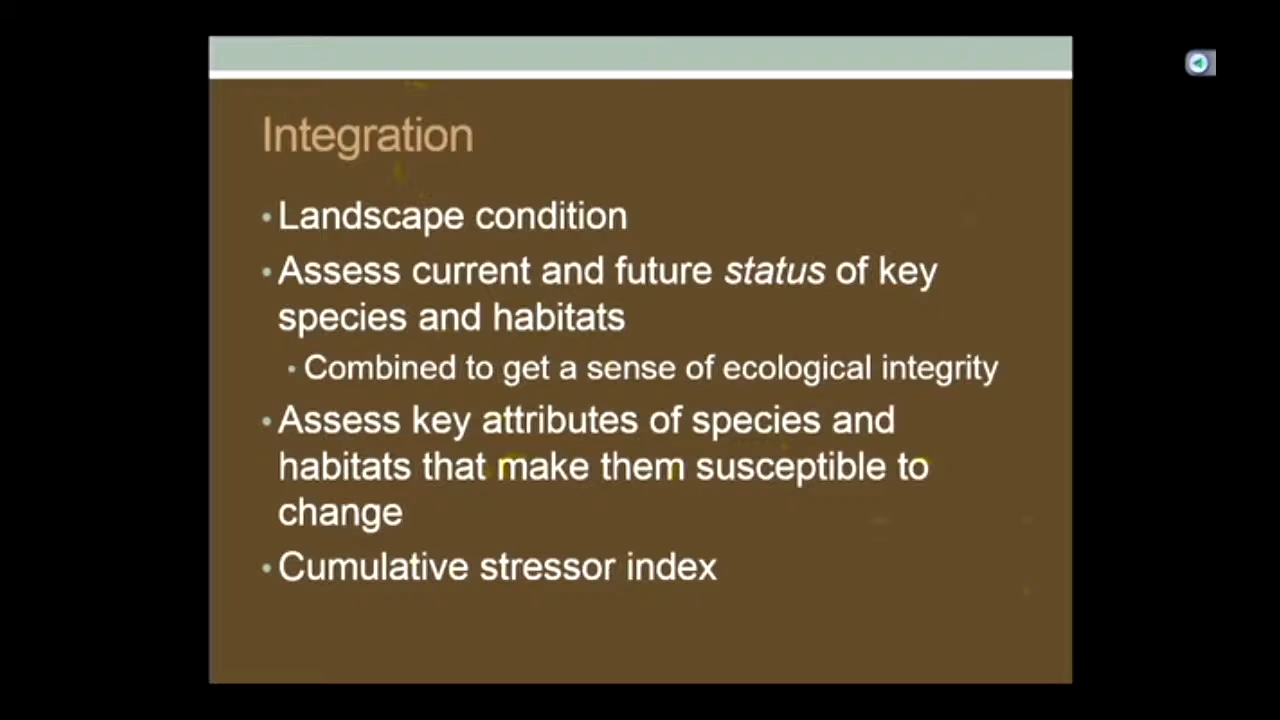 Integration
• Landscape condition
• Assess current and future status of key
species and habitats
• Combined to get a sense of ecological integrity
• Assess key attributes of species and
habitats that make them susceptible to
change
• Cumulative stressor index